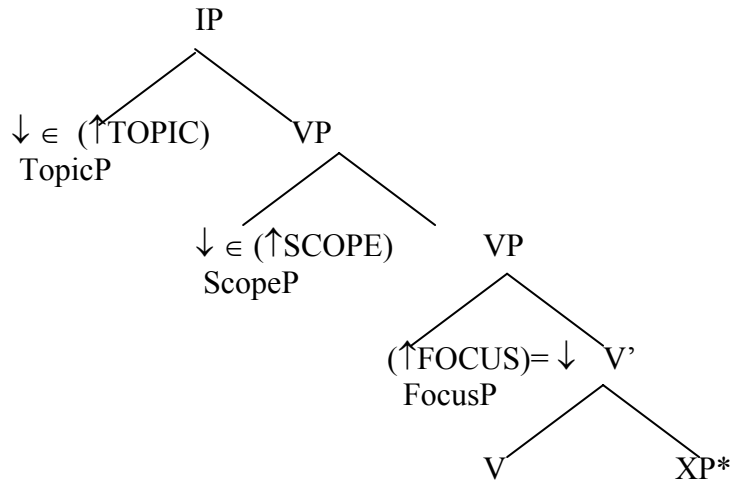 IP
↓ ∈ (↑TOPIC) VP
TopicP
↓ ∈ (↑SCOPE) VP
ScopeP
(↑FOCUS)= ↓ V’
FocusP
V XP*